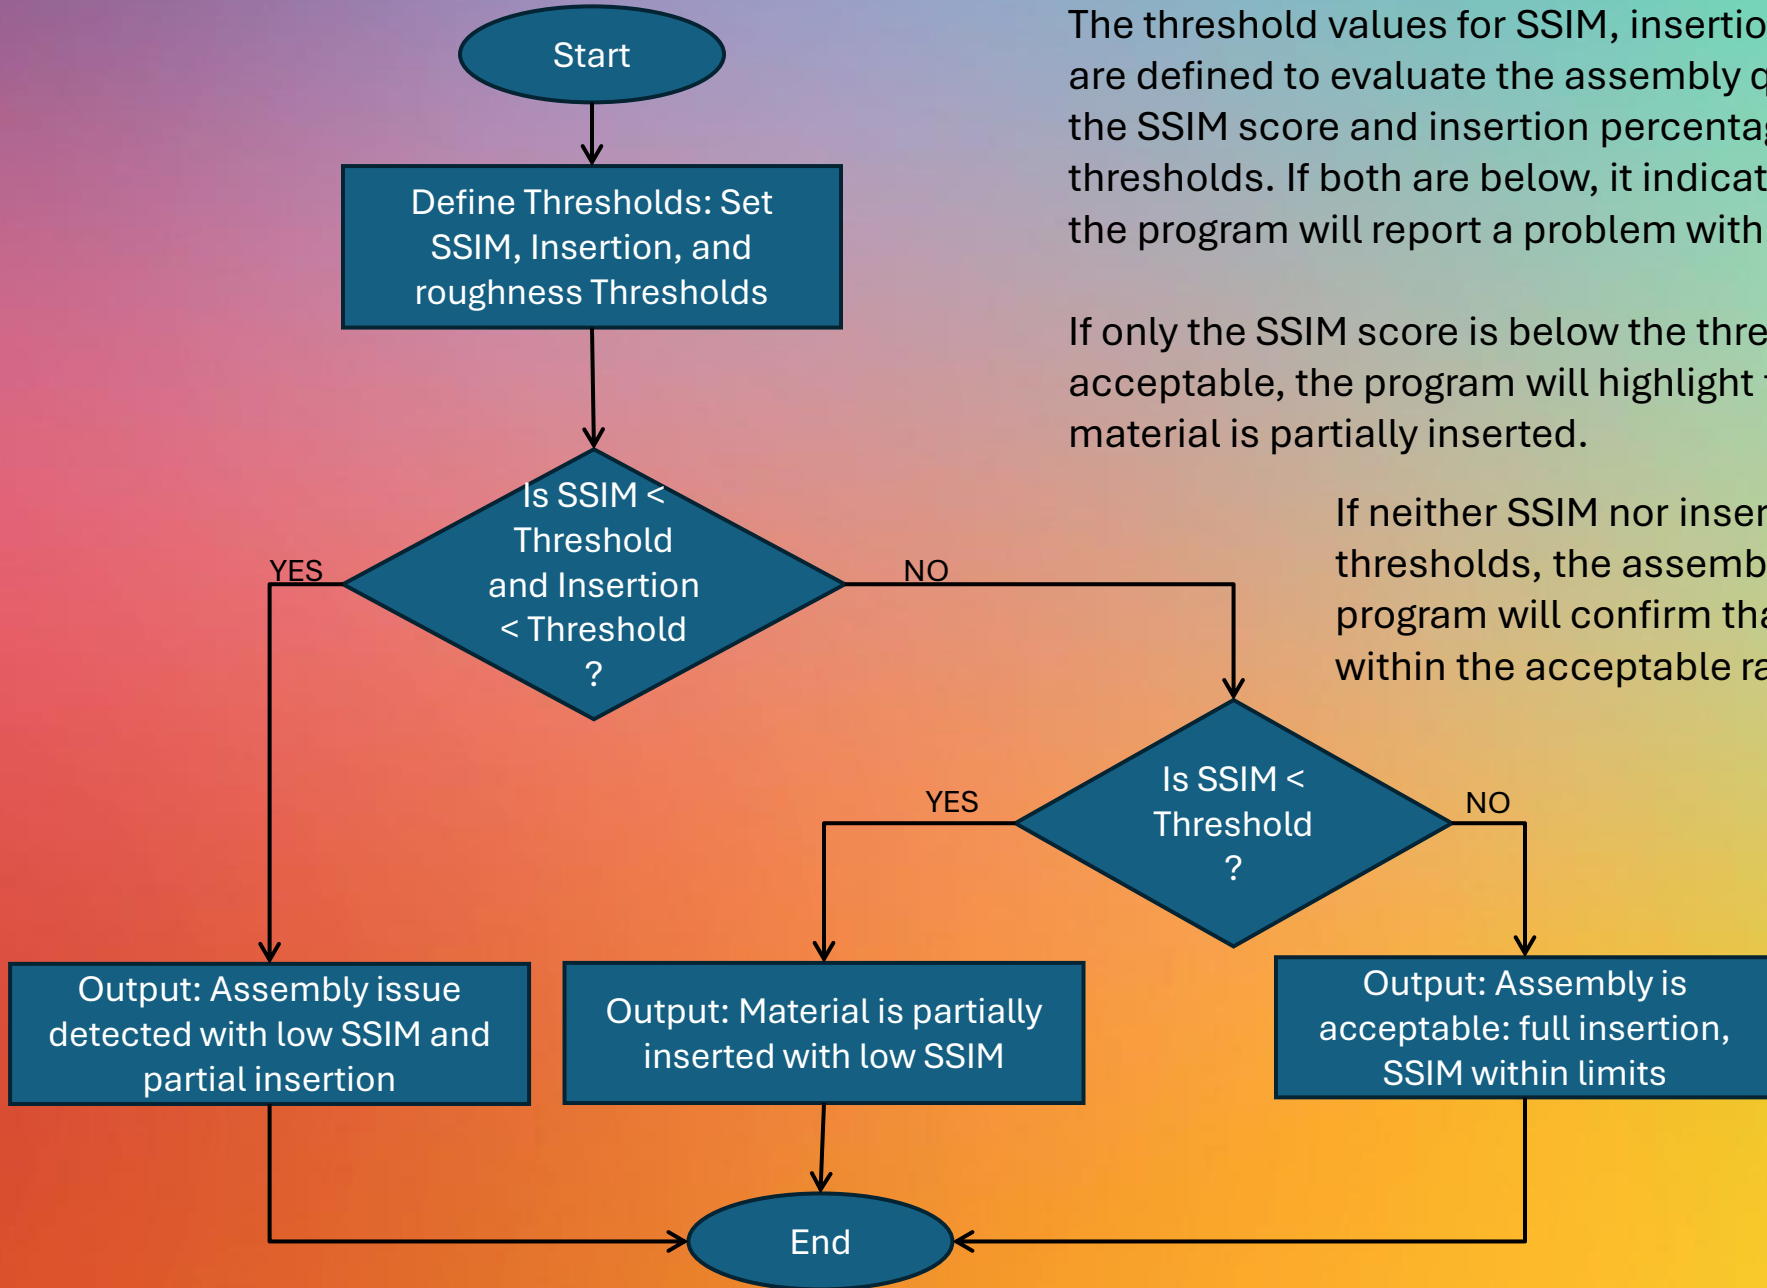 Start
Define Thresholds: Set
SSIM, Insertion, and
roughness Thresholds
Is SSIM <
Threshold
and Insertion
< Threshold
?
YES
NO
Is SSIM <
Threshold
?
YES
NO
Output: Assembly issue
detected with low SSIM and
partial insertion
Output: Material is partially
inserted with low SSIM
Output: Assembly is
acceptable: full insertion,
SSIM within limits
End
The threshold values for SSIM,
are defined to evaluate the assembly
the SSIM score and insertion
thresholds. If both are below, it
the program will report a problem with
If only the SSIM score is below the
acceptable, the program will highlight
material is partially inserted.
If neither SSIM nor
thresholds, the
program will confirm
within the acceptable